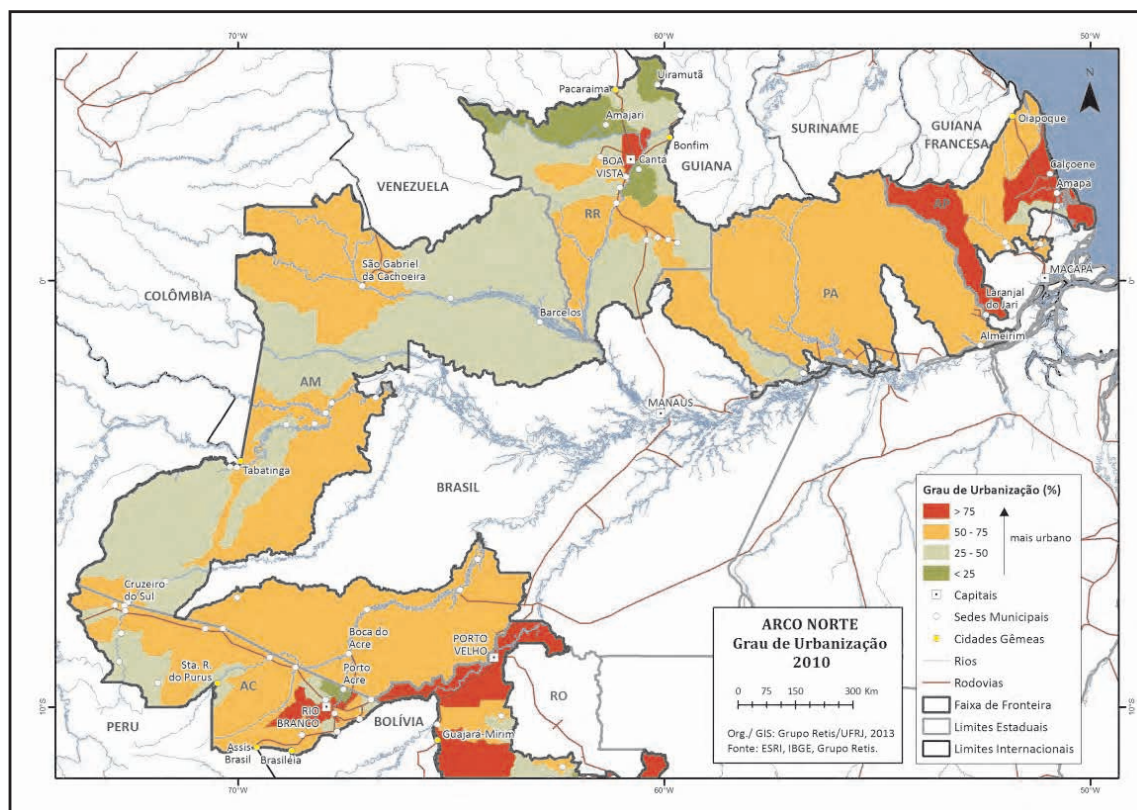 70°W
60°W
50°W
N
Uiramutã
Pacaraima
Amajari
Bonfim
Canta
BOA
VISTA
GUIANA
SURINAME
GUIANA
FRANCESA
Oiapoque
Calçoene
Amapa
VENEZUELA
RR
AP
São Gabriel
da Cachoeira
0°
0°
MACAPA
COLÔMBIA
PA
Laranjal
do Jari
Barcelos
Almeirim
AM
MANAUS
Tabatinga
BRASIL
Cruzeiro
do Sul
Boca do
Acre
PORTO
VELHO
Sta. R.
do Purus
Porto
Acre
AC
RIO
BRANCO
RO
10°S
10°S
PERU
BOLÍVIA
Guajara-Mirim
Assis
Brasil
Brasiléia
Grau de Urbanização (%)
> 75
50 - 75
25 - 50
< 25
mais urbano
Capitais
Sedes Municipais
Cidades Gêmeas
Rios
Rodovias
Faixa de Fronteira
Limites Estaduais
Limites Internacionais
ARCO NORTE
Grau de Urbanização
2010
0 75 150 300 Km
Org./ GIS: Grupo Retis/UFRJ, 2013
Fonte: ESRI, IBGE, Grupo Retis.